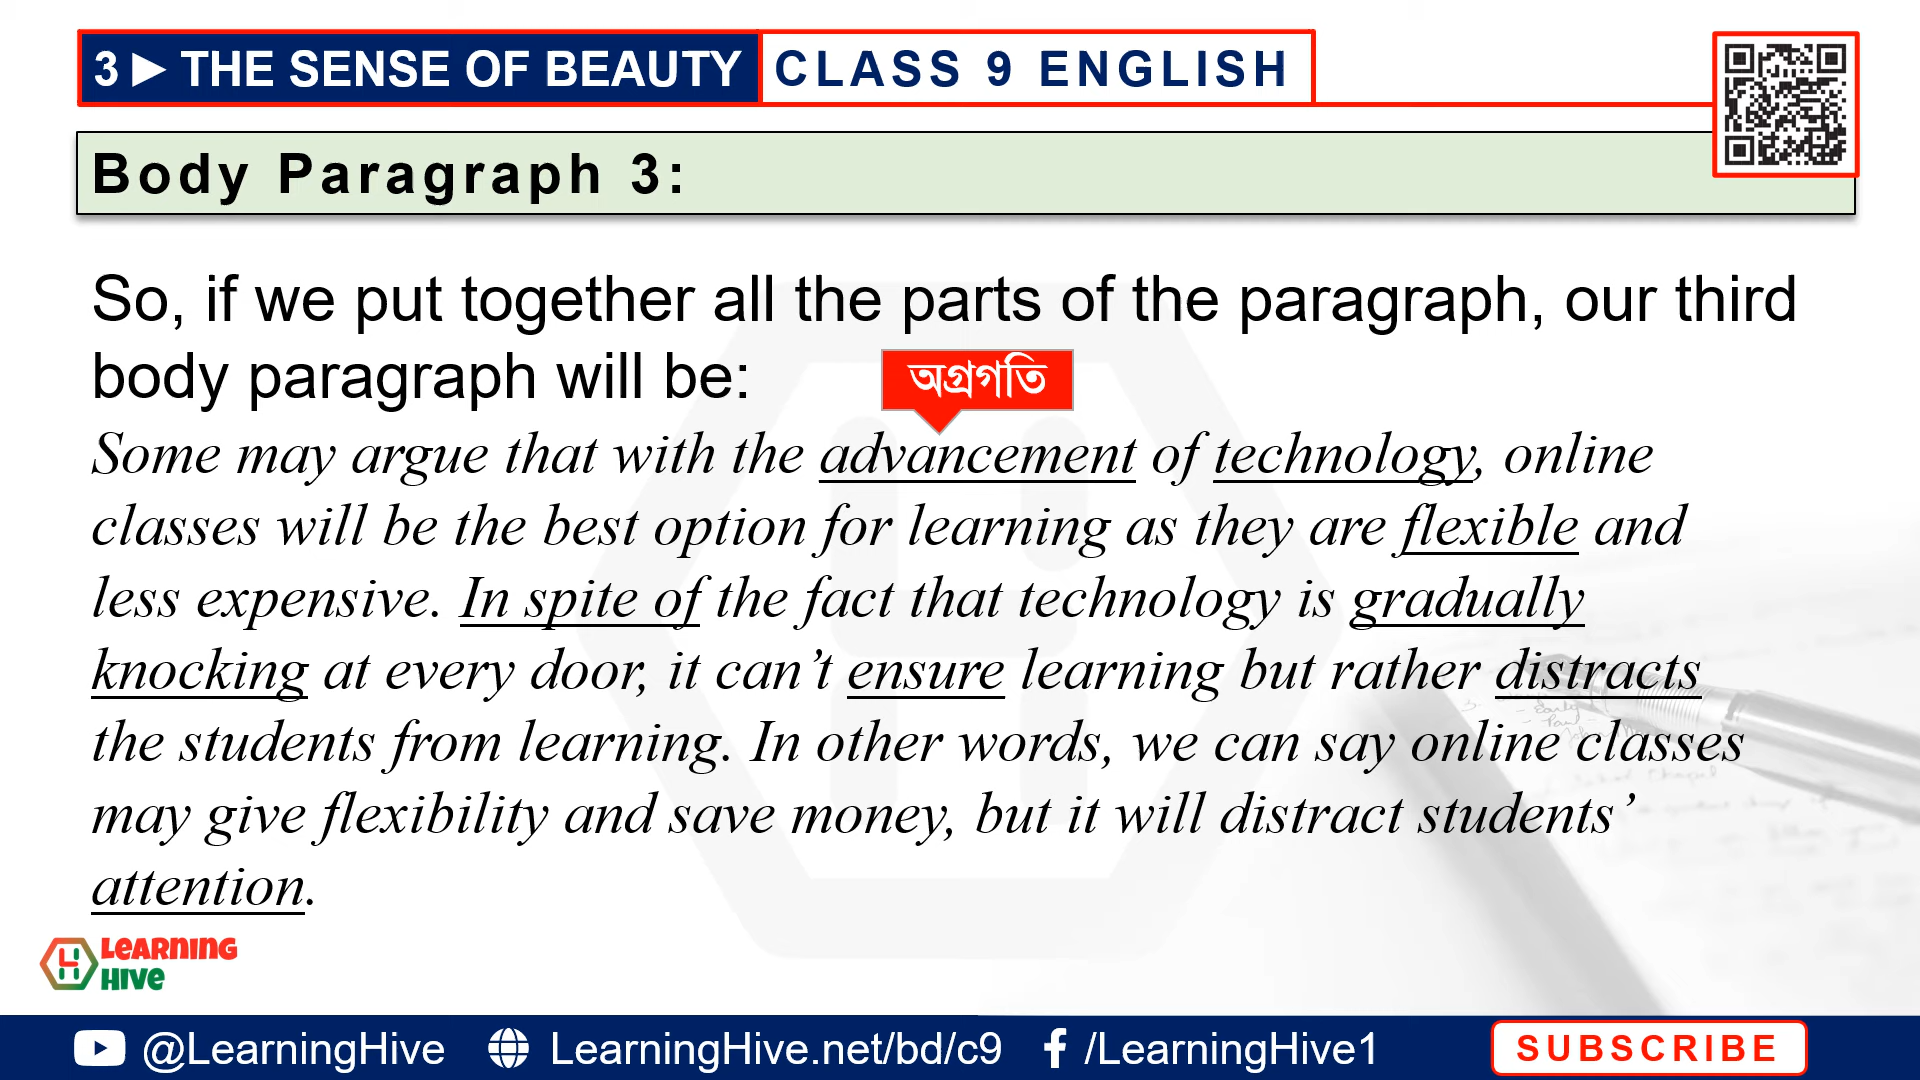 3 ► THE SENSE OF BEAUTY CLASS 9 ENGLISH
Body Paragraph 3:
So, if we put together all the parts of the paragraph, our third
body paragraph will be:
অগ্রগতি
Some may argue that with the advancement of technology, online
classes will be the best option for learning as they are flexible and
less expensive. In spite of the fact that technology is gradually
knocking at every door, it can’t ensure learning but rather distracts
the students from learning. In other words, we can say online classes
may give flexibility and save money, but it will distract students’
attention.
LEARNING
HIVE
@LearningHive LearningHive.net/bd/c9 /LearningHive1 SUBSCRIBE